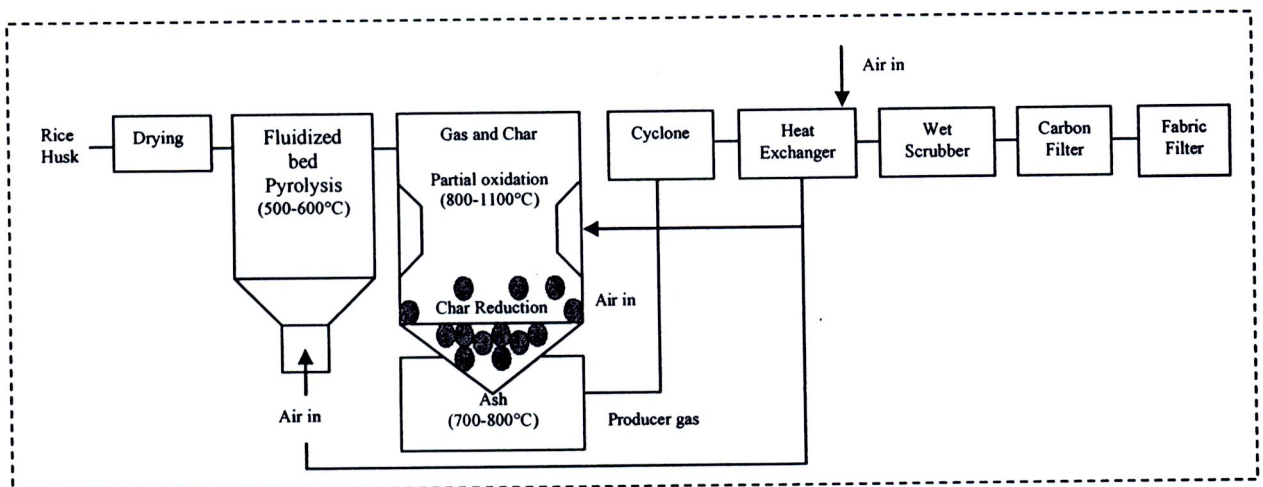 Air in
Rice
Husk
Drying
Fluidized
bed
Pyrolysis
(500-600°C)
Gas and Char
Partial oxidation
(800-1100°C)
Char Reduction
Cyclone
Heat
Exchanger
Wet
Scrubber
Carbon
Filter
Fabric
Filter
Air in
Air in
Ash
(700-800°C)
Producer gas